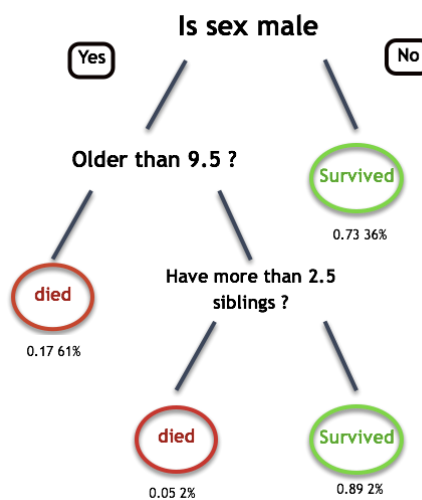 Is sex male
Yes
No
Older than 9.5 ?
Survived
0.73 36%
Have more than 2.5
siblings ?
died
0.17 61%
died
Survived
0.05 2%
0.89 2%